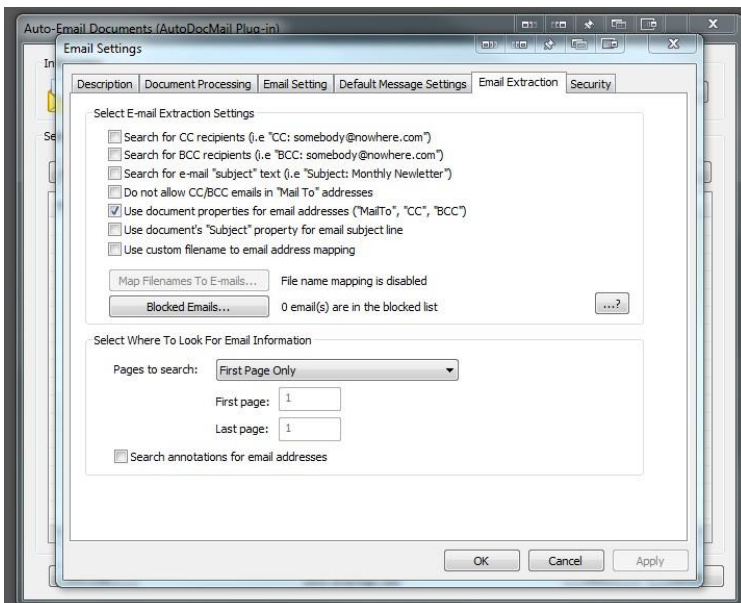 Auto-Email Documents (AutoDocMail Plug-in)
X
Email Settings
X
In
Description Document Processing Email Setting Default Message Settings Email Extraction Security
Se
Select E-mail Extraction Settings
Search for CC recipients (i.e "CC: somebody@nowhere.com")
Search for BCC recipients (i.e "BCC: somebody@nowhere.com")
Search for e-mail "subject" text (i.e "Subject: Monthly Newletter")
Do not allow CC/BCC emails in "Mail To" addresses
Use document properties for email addresses ("MailTo", "CC", "BCC")
Use document's "Subject" property for email subject line
Use custom filename to email address mapping
Map Filenames To E-mails... File name mapping is disabled
Blocked Emails... 0 email(s) are in the blocked list ...?
Select Where To Look For Email Information
Pages to search: First Page Only
First page: 1
Last page: 1
Search annotations for email addresses
OK Cancel Apply